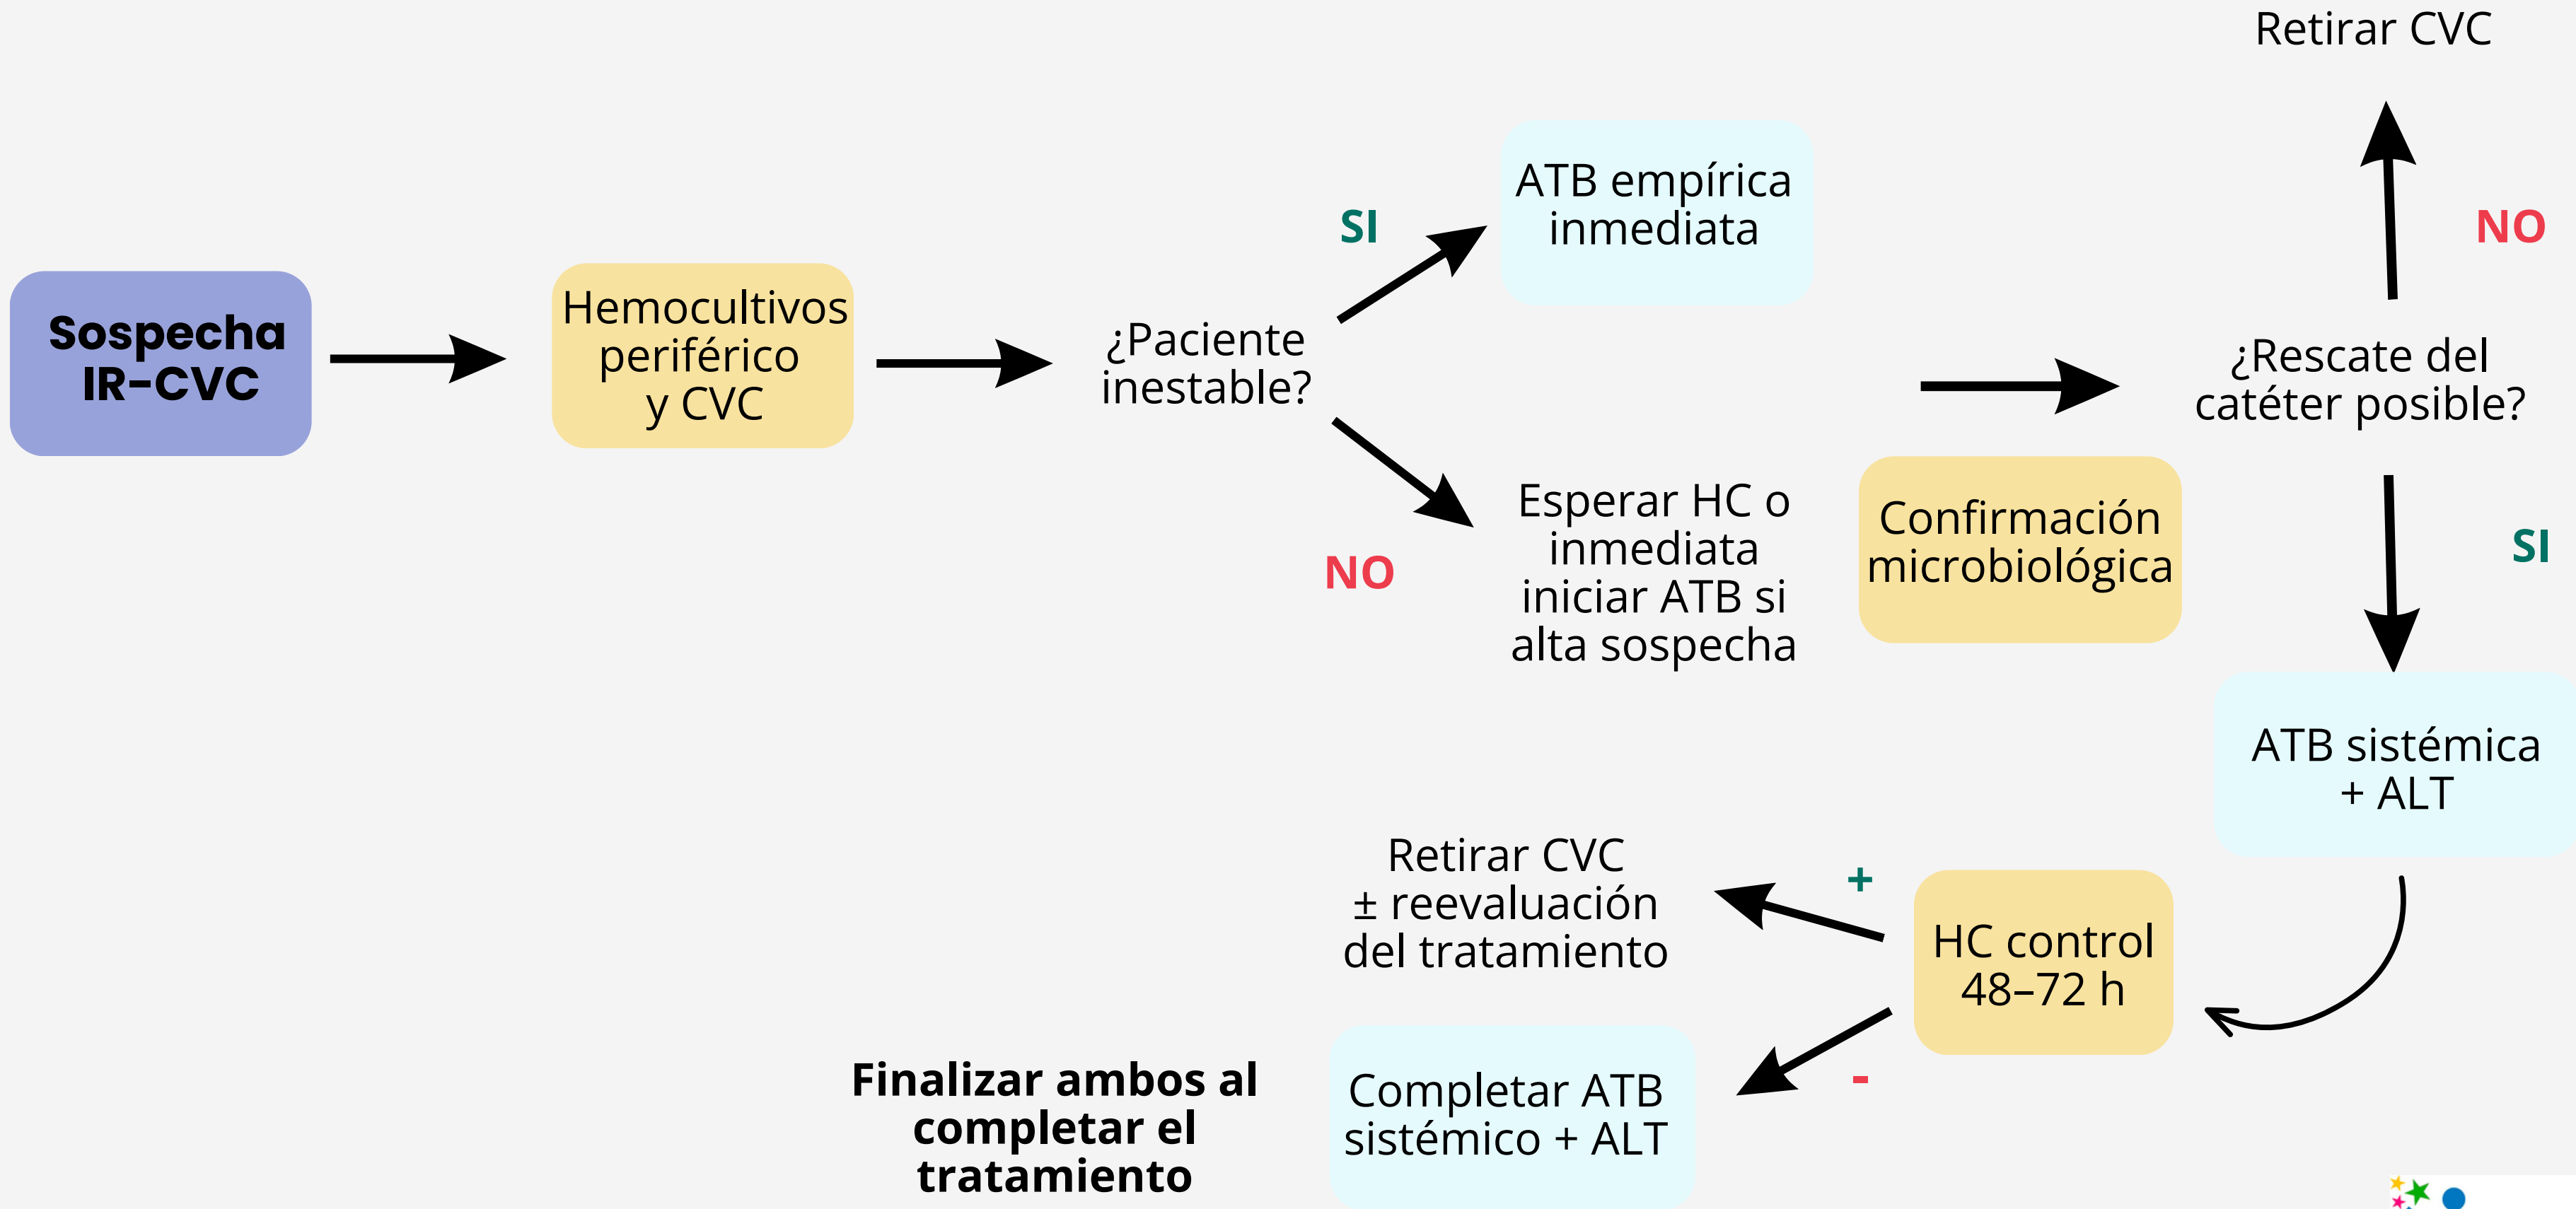 Sospecha
IR-CVC
Hemocultivos
periférico
y CVC
¿Paciente
inestable?
SI
ATB empírica
inmediata
NO
Esperar HC o
inmediata
iniciar ATB si
alta sospecha
Confirmación
microbiológica
¿Rescate del
catéter posible?
NO
Retirar CVC
SI
ATB sistémica
+ ALT
HC control
48–72 h
+
Retirar CVC
± reevaluación
del tratamiento
-
Completar ATB
sistémico + ALT
Finalizar ambos al
completar el
tratamiento